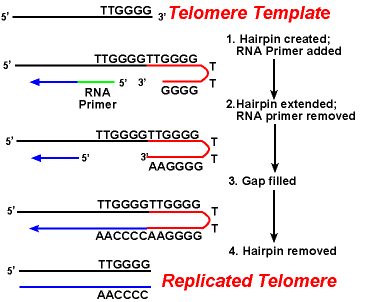 TTGGGG
5' 3' Telomere Template
1. Hairpin created;
RNA Primer added
TTGGGGTTGGGG
5' T
5' 3' T
GGGG
RNA
Primer
2.Hairpin extended;
RNA primer removed
TTGGGGTTGGGG
5' T
5' 3' T
AAGGGG
3. Gap filled
TTGGGGTTGGGG
5' T
T
AACCCCAAGGGG
4. Hairpin removed
TTGGGG
5'
Replicated Telomere
5'
AACCCC